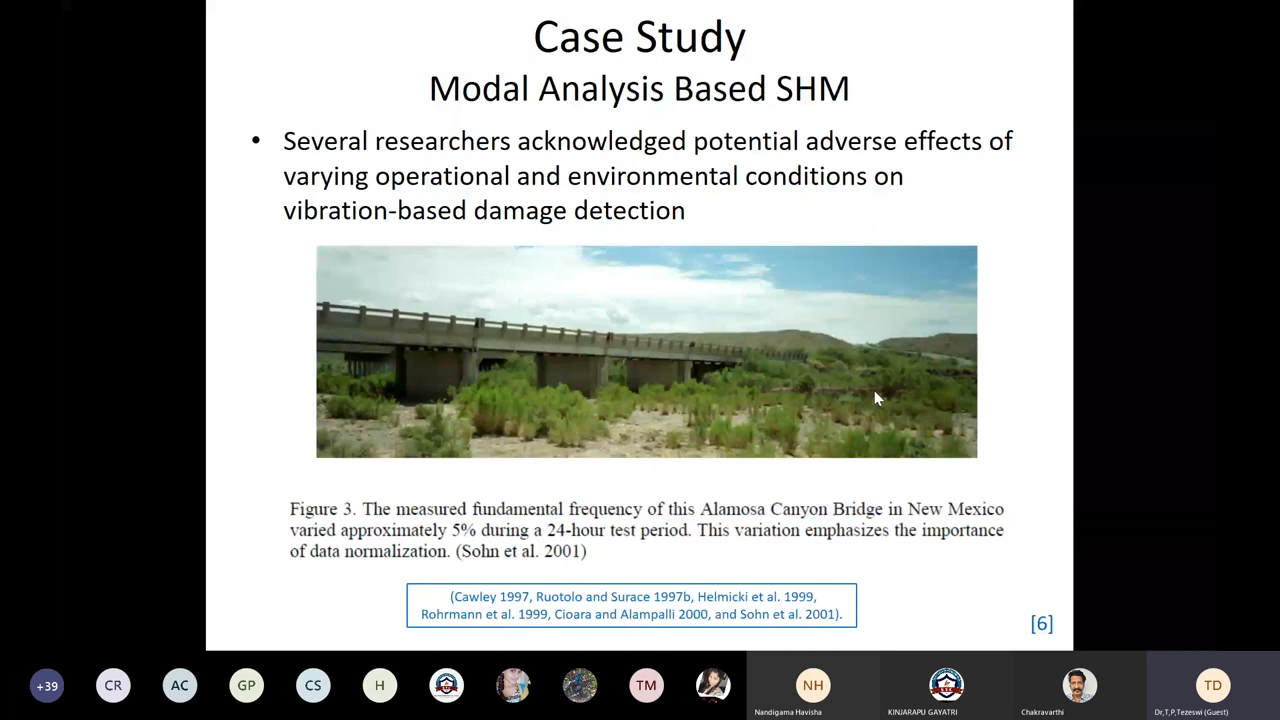 Case Study
Modal Analysis Based SHM
• Several researchers acknowledged potential adverse effects of
varying operational and environmental conditions on
vibration-based damage detection
Figure 3. The measured fundamental frequency of this Alamosa Canyon Bridge in New Mexico
varied approximately 5% during a 24-hour test period. This variation emphasizes the importance
of data normalization. (Sohn et al. 2001)
(Cawley 1997, Ruotolo and Surace 1997b, Helmicki et al. 1999,
Rohrmann et al. 1999, Cioara and Alampalli 2000, and Sohn et al. 2001).
[6]
+39 CR AC GP CS H TM NH TD
Nandigama Havisha KINJARAPU GAYATRI Chakravarthi Dr,T,P,Tezeswi (Guest)